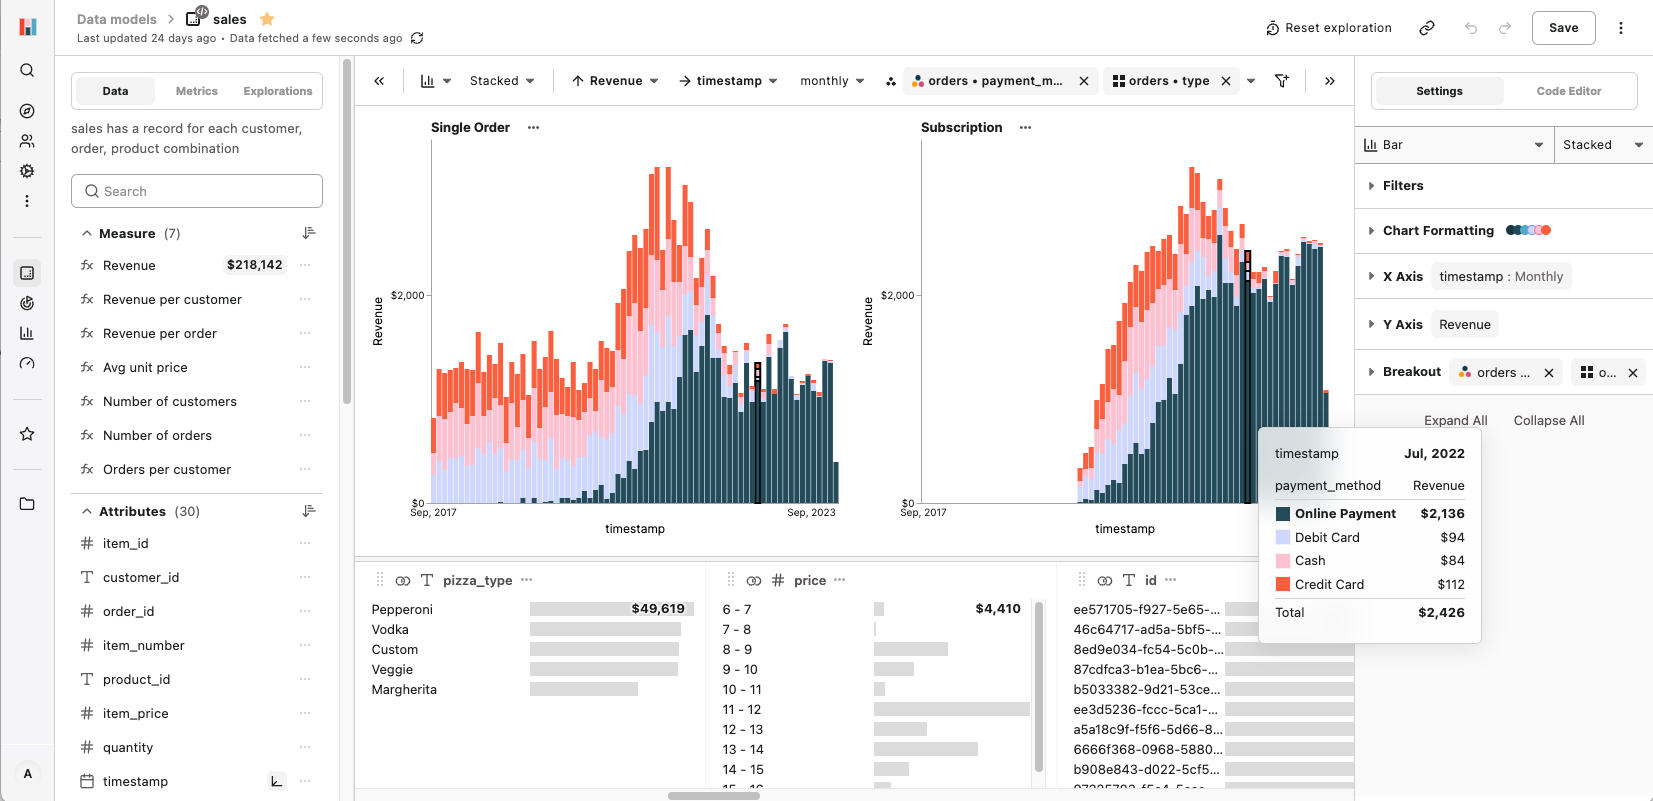 Data models
sales
Last updated 24 days ago • Data fetched a few seconds ago
Reset exploration
Save
Data
Metrics
Explorations
sales has a record for each customer,
order, product combination
Search
Measure (7)
Revenue $218,142
Revenue per customer
Revenue per order
Avg unit price
Number of customers
Number of orders
Orders per customer
Attributes (30)
item_id
customer_id
order_id
item_number
product_id
item_price
quantity
timestamp
A
Stacked
Revenue
timestamp
monthly
orders • payment_m...
orders • type
Single Order
Revenue
$2,000
$0
Sep, 2017
Sep, 2023
timestamp
Subscription
Revenue
$2,000
$0
Sep, 2017
timestamp
pizza_type
Pepperoni $49,619
Vodka
Custom
Veggie
Margherita
price
6 - 7 $4,410
7 - 8
8 - 9
9 - 10
10 - 11
11 - 12
12 - 13
13 - 14
14 - 15
id
ee571705-f927-5e65-...
46c64717-ad5a-5bf5-...
8ed9e034-fc54-5c0b-...
87cdfca3-b1ea-5bc6-...
b5033382-9d21-53ce...
ee3d5236-fccc-5ca1-...
a5a18c9f-f5f6-5d66-8...
6666f368-0968-5880...
b908e843-d022-5cf5...
Settings
Code Editor
Bar
Stacked
Filters
Chart Formatting
X Axis
timestamp : Monthly
Y Axis
Revenue
Breakout
orders ...
o...
Expand All
Collapse All
timestamp Jul, 2022
payment_method Revenue
Online Payment $2,136
Debit Card $94
Cash $84
Credit Card $112
Total $2,426